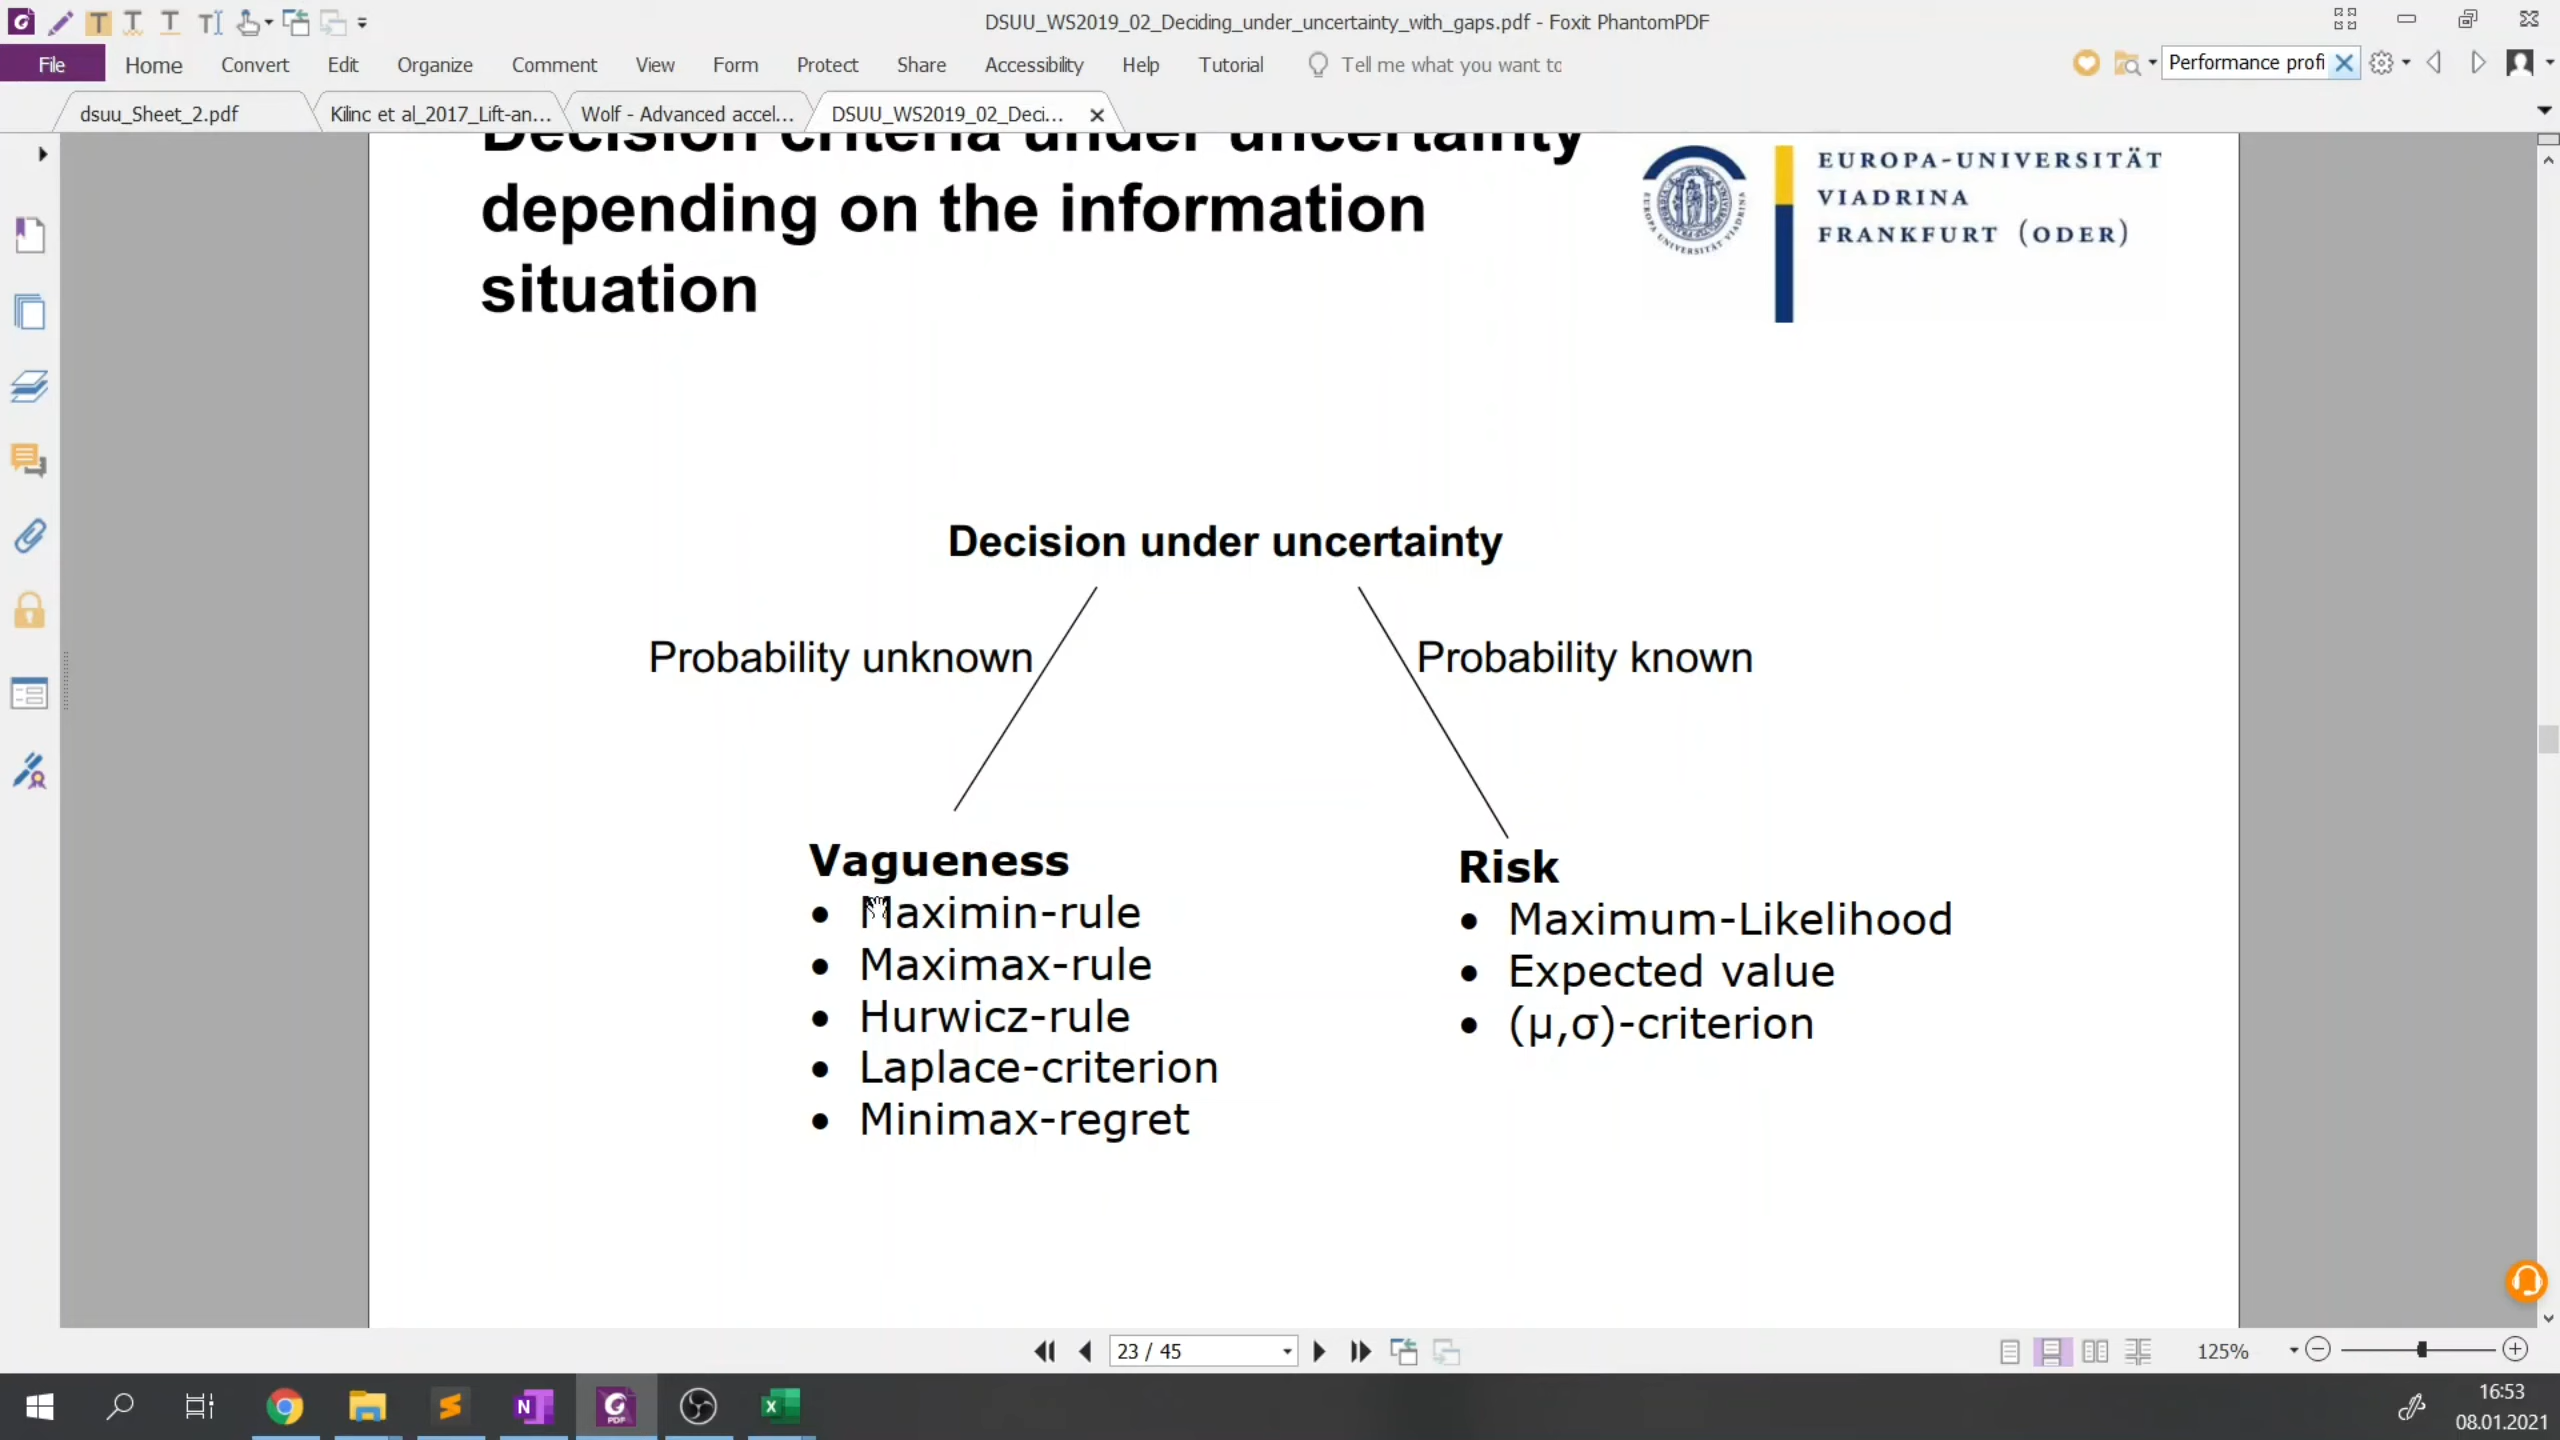 DSUU_WS2019_02_Deciding_under_uncertainty_with_gaps.pdf - Foxit PhantomPDF
File Home Convert Edit Organize Comment View Form Protect Share Accessibility Help Tutorial Tell me what you want to
Performance profi
dsuu_Sheet_2.pdf
Kilinc et al_2017_Lift-an...
Wolf - Advanced accel...
DSUU_WS2019_02_Deci...
Decision criteria under uncertainty
depending on the information
situation
EUROPA-UNIVERSITÄT
VIADRINA
FRANKFURT (ODER)
Decision under uncertainty
Probability unknown
Probability known
Vagueness
• Maximin-rule
• Maximax-rule
• Hurwicz-rule
• Laplace-criterion
• Minimax-regret
Risk
• Maximum-Likelihood
• Expected value
• (μ,σ)-criterion
23 / 45
125%
16:53
08.01.2021